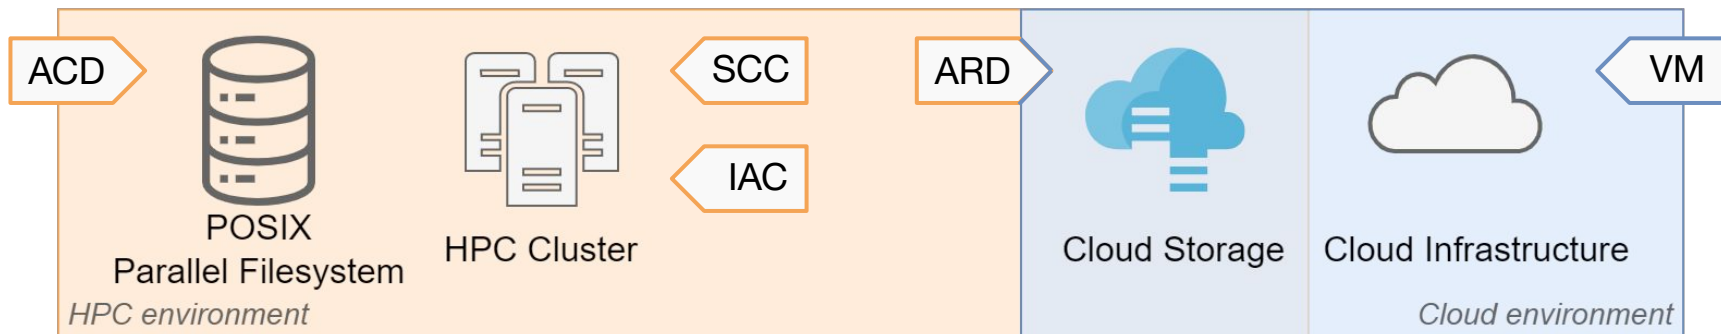 ACD
SCC
ARD
VM
IAC
POSIX
Parallel Filesystem
HPC Cluster
Cloud Storage
Cloud Infrastructure
HPC environment
Cloud environment